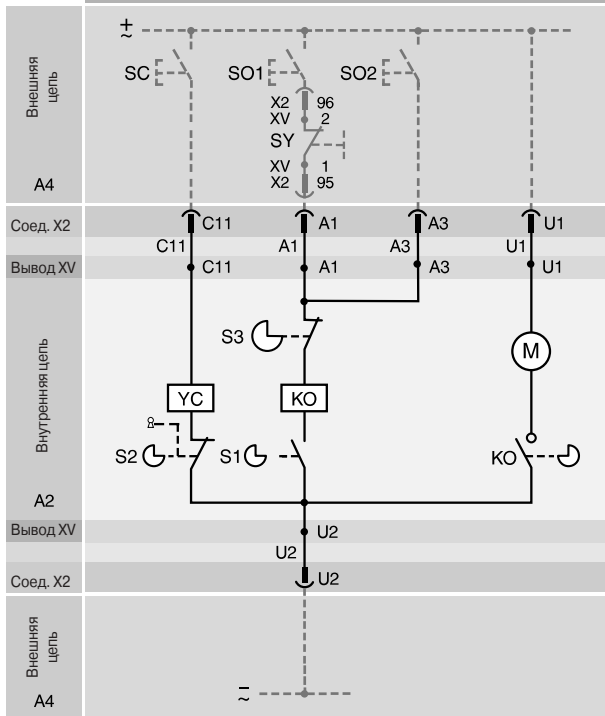 +
~
Внешняя
цепь
A4
SC
SO1
SO2
X2 96
XV 2
SY
XV 1
X2 95
Соед. X2
C11 A1 A3 U1
C11 A1 A3 U1
Вывод XV
C11 A1 A3 U1
Внутренняя цепь
A2
S3
M
YC KO
S2 S1 KO
Вывод XV
U2
U2
Соед. X2
U2
Внешняя
цепь
A4
–
~